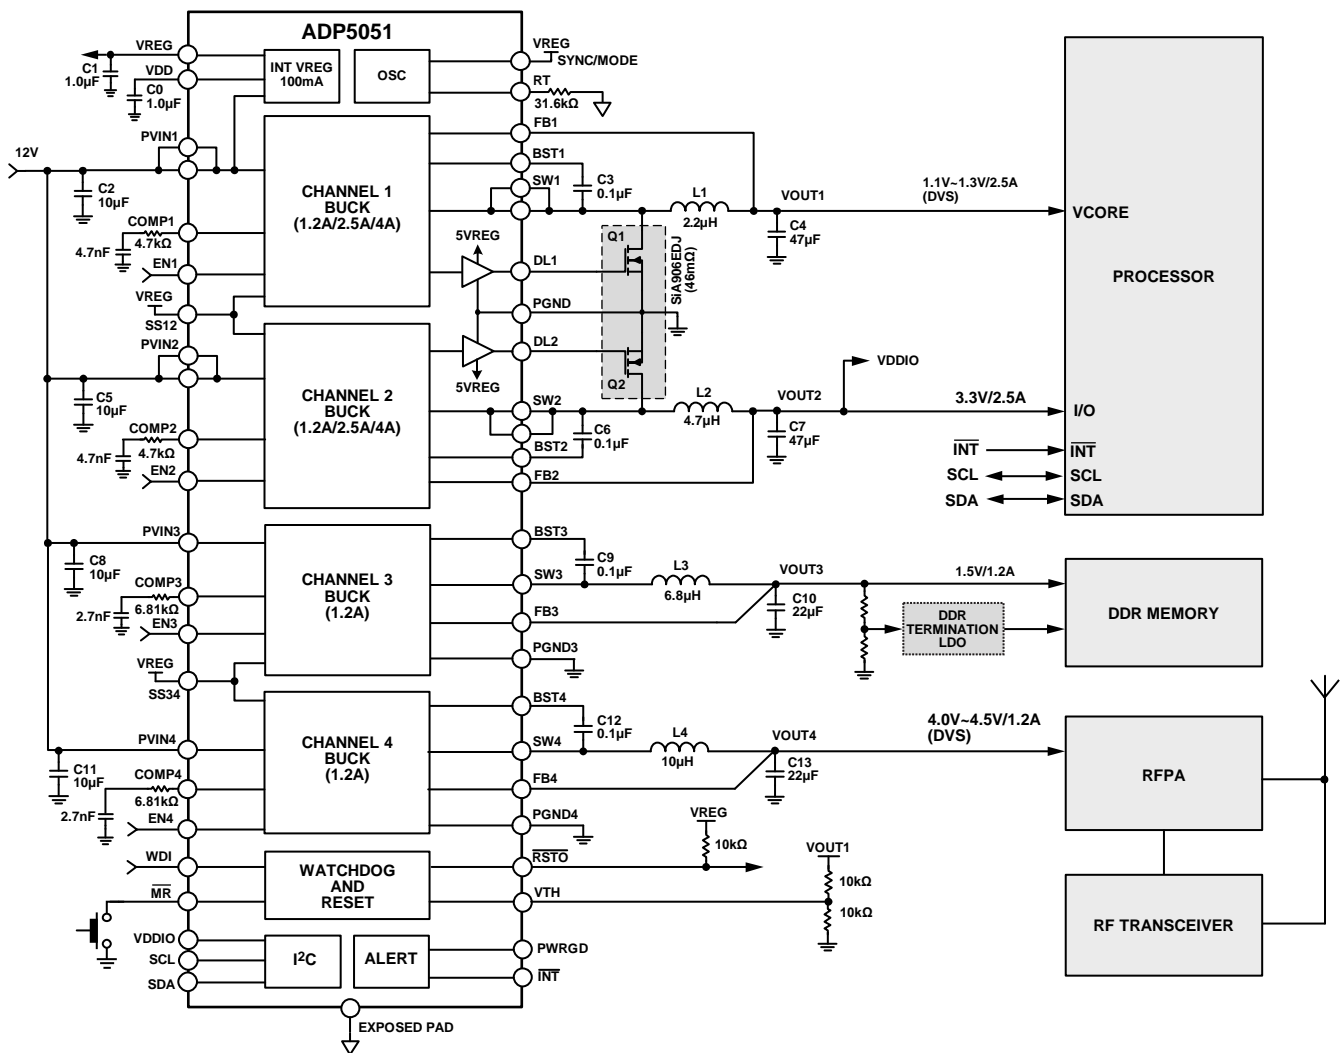 ADP5051
VREG
C1
1.0µF
VDD
C0
1.0µF
INT VREG
100mA
OSC
VREG
SYNC/MODE
RT
31.6kΩ
12V
PVIN1
C2
10µF
COMP1
4.7kΩ
4.7nF
EN1
CHANNEL 1
BUCK
(1.2A/2.5A/4A)
FB1
BST1
SW1
C3
0.1µF
L1
2.2µH
VOUT1
C4
47µF
1.1V~1.3V/2.5A
(DVS)
VCORE
PROCESSOR
5VREG
DL1
Q1
SiA906EDJ
(46mΩ)
PGND
VREG
SS12
DL2
5VREG
Q2
PVIN2
C5
10µF
COMP2
4.7kΩ
4.7nF
EN2
CHANNEL 2
BUCK
(1.2A/2.5A/4A)
SW2
C6
0.1µF
BST2
FB2
L2
4.7µH
VOUT2
C7
47µF
VDDIO
3.3V/2.5A
I/O
INT
INT
SCL
SCL
SDA
SDA
PVIN3
C8
10µF
COMP3
6.81kΩ
2.7nF
EN3
CHANNEL 3
BUCK
(1.2A)
BST3
C9
0.1µF
SW3
L3
6.8µH
FB3
PGND3
VOUT3
C10
22µF
1.5V/1.2A
DDR
TERMINATION
LDO
DDR MEMORY
VREG
SS34
PVIN4
C11
10µF
COMP4
6.81kΩ
2.7nF
EN4
CHANNEL 4
BUCK
(1.2A)
BST4
C12
0.1µF
SW4
L4
10µH
FB4
PGND4
VOUT4
C13
22µF
4.0V~4.5V/1.2A
(DVS)
RFPA
WDI
MR
WATCHDOG
AND
RESET
RSTO
VREG
10kΩ
VTH
VOUT1
10kΩ
10kΩ
RF TRANSCEIVER
VDDIO
SCL
SDA
I2C
ALERT
PWRGD
INT
EXPOSED PAD